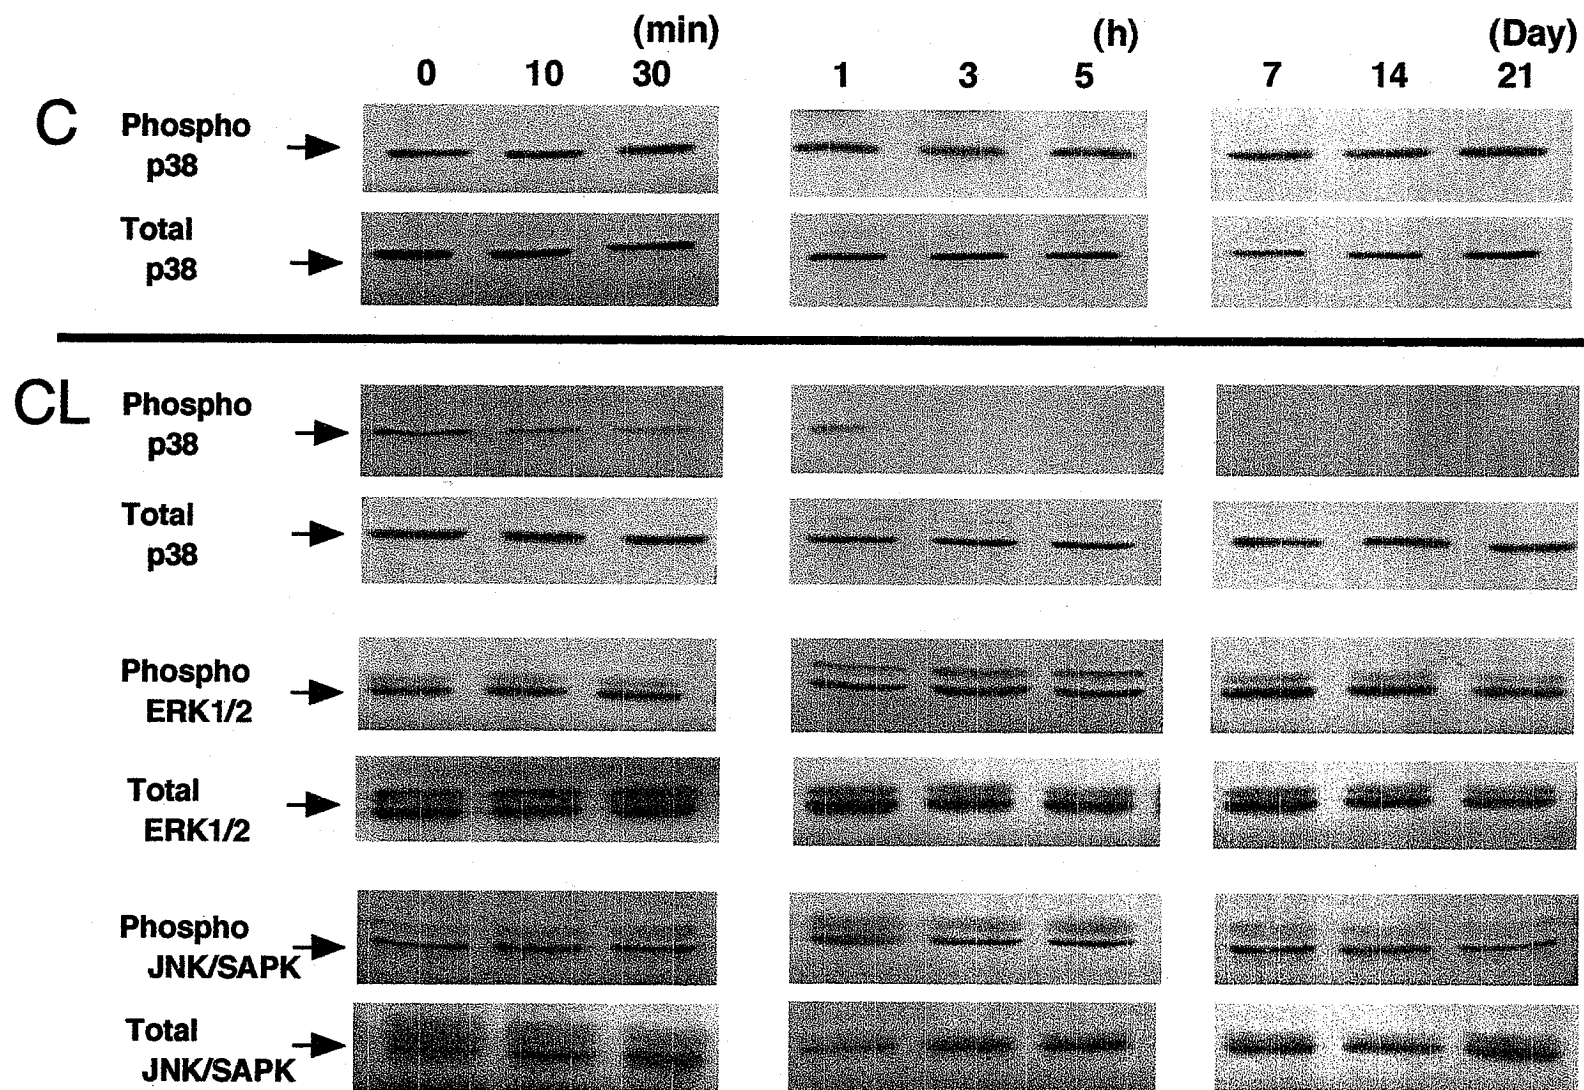 (min) (h) (Day)
0 10 30 1 3 5 7 14 21
C
Phospho
p38
Total
p38
CL
Phospho
p38
Total
p38
Phospho
ERK1/2
Total
ERK1/2
Phospho
JNK/SAPK
Total
JNK/SAPK